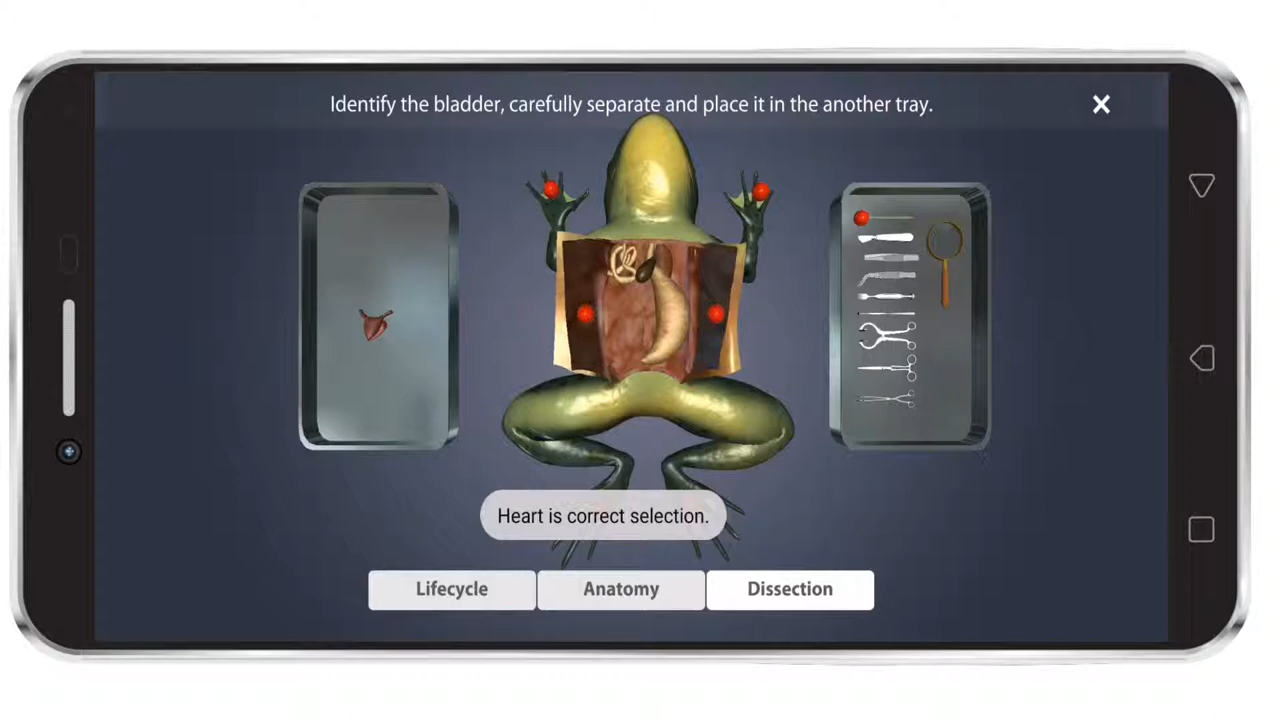 Identify the bladder, carefully separate and place it in the another tray.
Heart is correct selection.
Lifecycle
Anatomy
Dissection